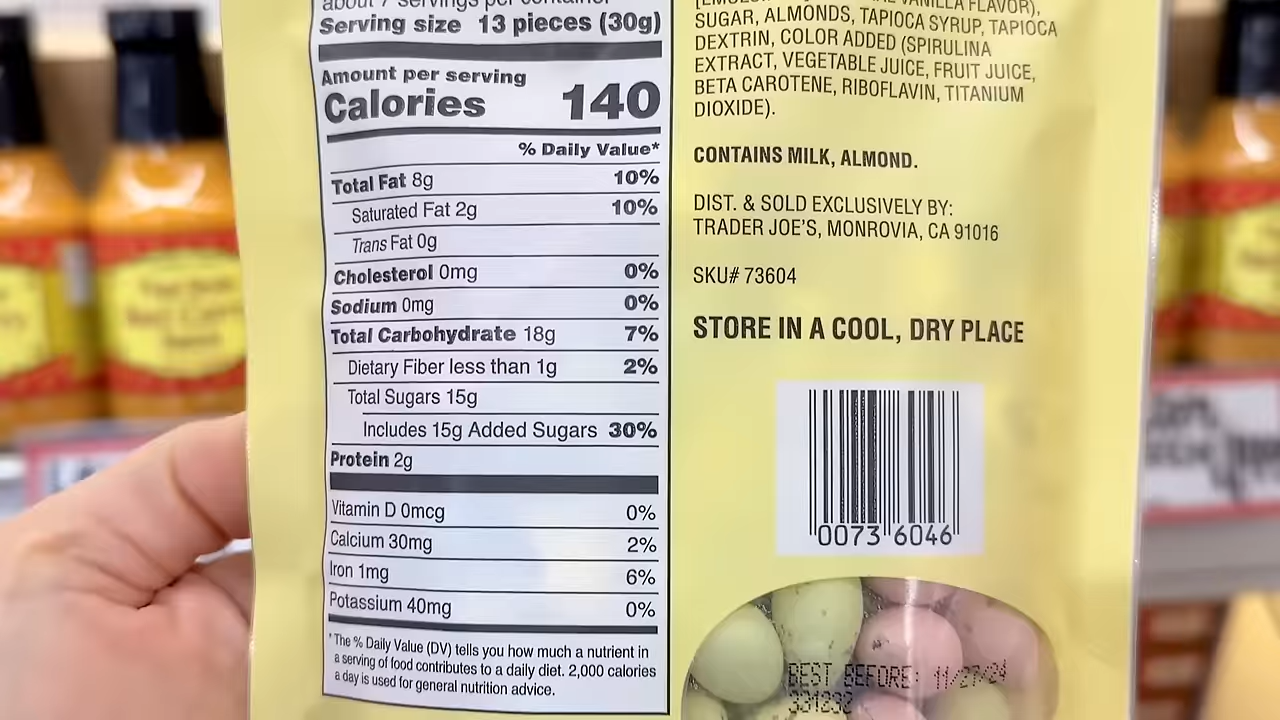 about 7 servings per container
Serving size 13 pieces (30g)
Amount per serving
Calories 140
% Daily Value*
Total Fat 8g 10%
Saturated Fat 2g 10%
Trans Fat 0g
Cholesterol 0mg 0%
Sodium 0mg 0%
Total Carbohydrate 18g 7%
Dietary Fiber less than 1g 2%
Total Sugars 15g
Includes 15g Added Sugars 30%
Protein 2g
Vitamin D 0mcg 0%
Calcium 30mg 2%
Iron 1mg 6%
Potassium 40mg 0%
* The % Daily Value (DV) tells you how much a nutrient in
a serving of food contributes to a daily diet. 2,000 calories
a day is used for general nutrition advice.
VANILLA FLAVOR),
SUGAR, ALMONDS, TAPIOCA SYRUP, TAPIOCA
DEXTRIN, COLOR ADDED (SPIRULINA
EXTRACT, VEGETABLE JUICE, FRUIT JUICE,
BETA CAROTENE, RIBOFLAVIN, TITANIUM
DIOXIDE).
CONTAINS MILK, ALMOND.
DIST. & SOLD EXCLUSIVELY BY:
TRADER JOE'S, MONROVIA, CA 91016
SKU# 73604
STORE IN A COOL, DRY PLACE
0073 6046
BEST BEFORE: 11/27/24
331232